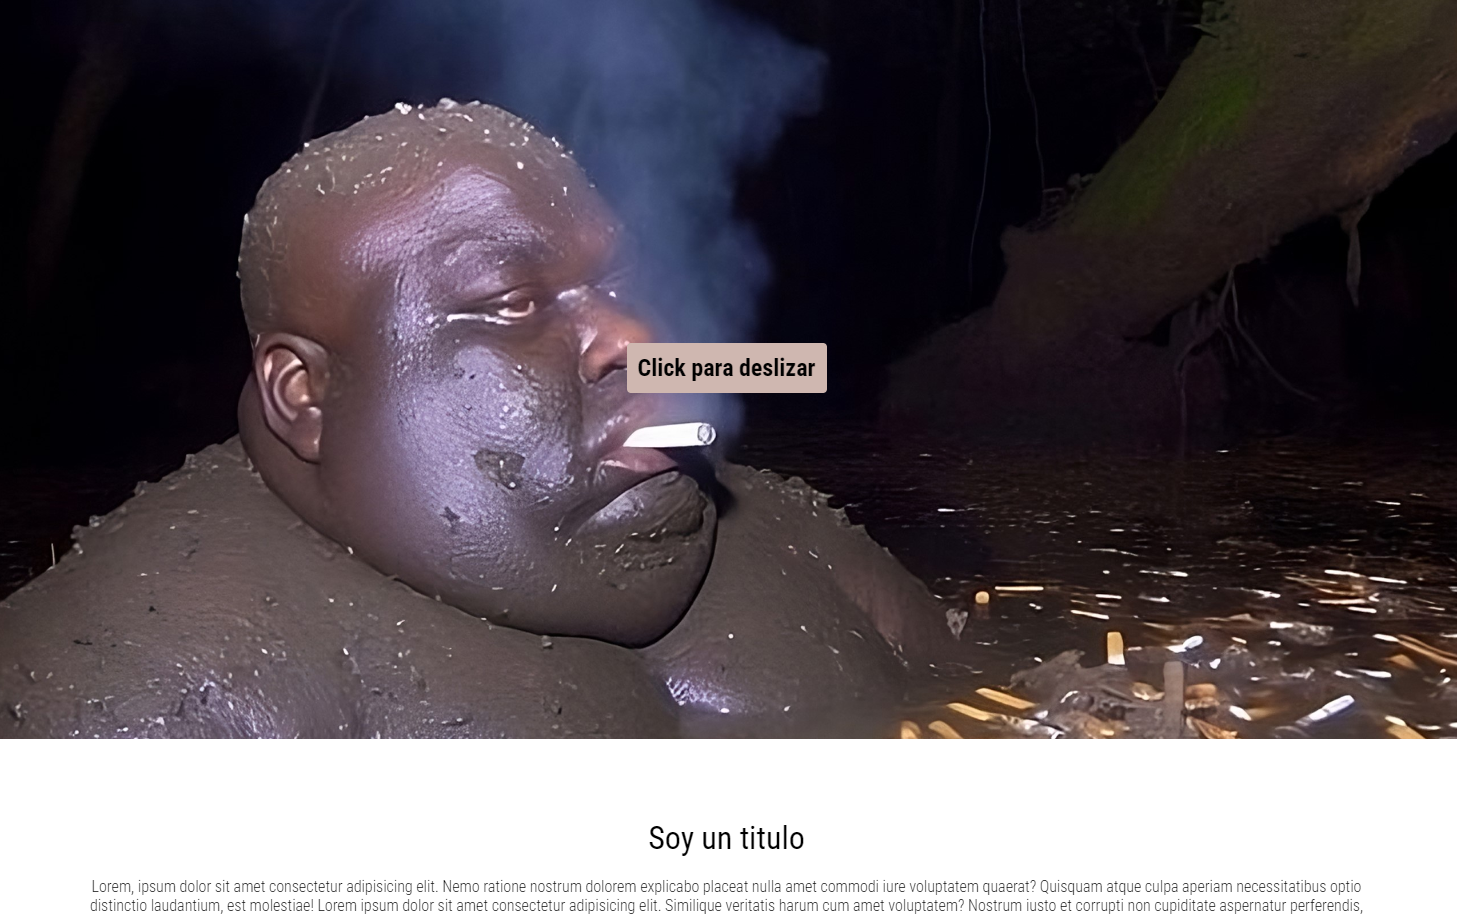 Click para deslizar
Soy un titulo
Lorem, ipsum dolor sit amet consectetur adipisicing elit. Nemo ratione nostrum dolorem explicabo placeat nulla amet commodi iure voluptatem quaerat? Quisquam atque culpa aperiam necessitatibus optio
distinctio laudantium, est molestiae! Lorem ipsum dolor sit amet consectetur adipisicing elit. Similique veritatis harum cum amet voluptatem? Nostrum iusto et corrupti non cupiditate aspernatur perferendis,